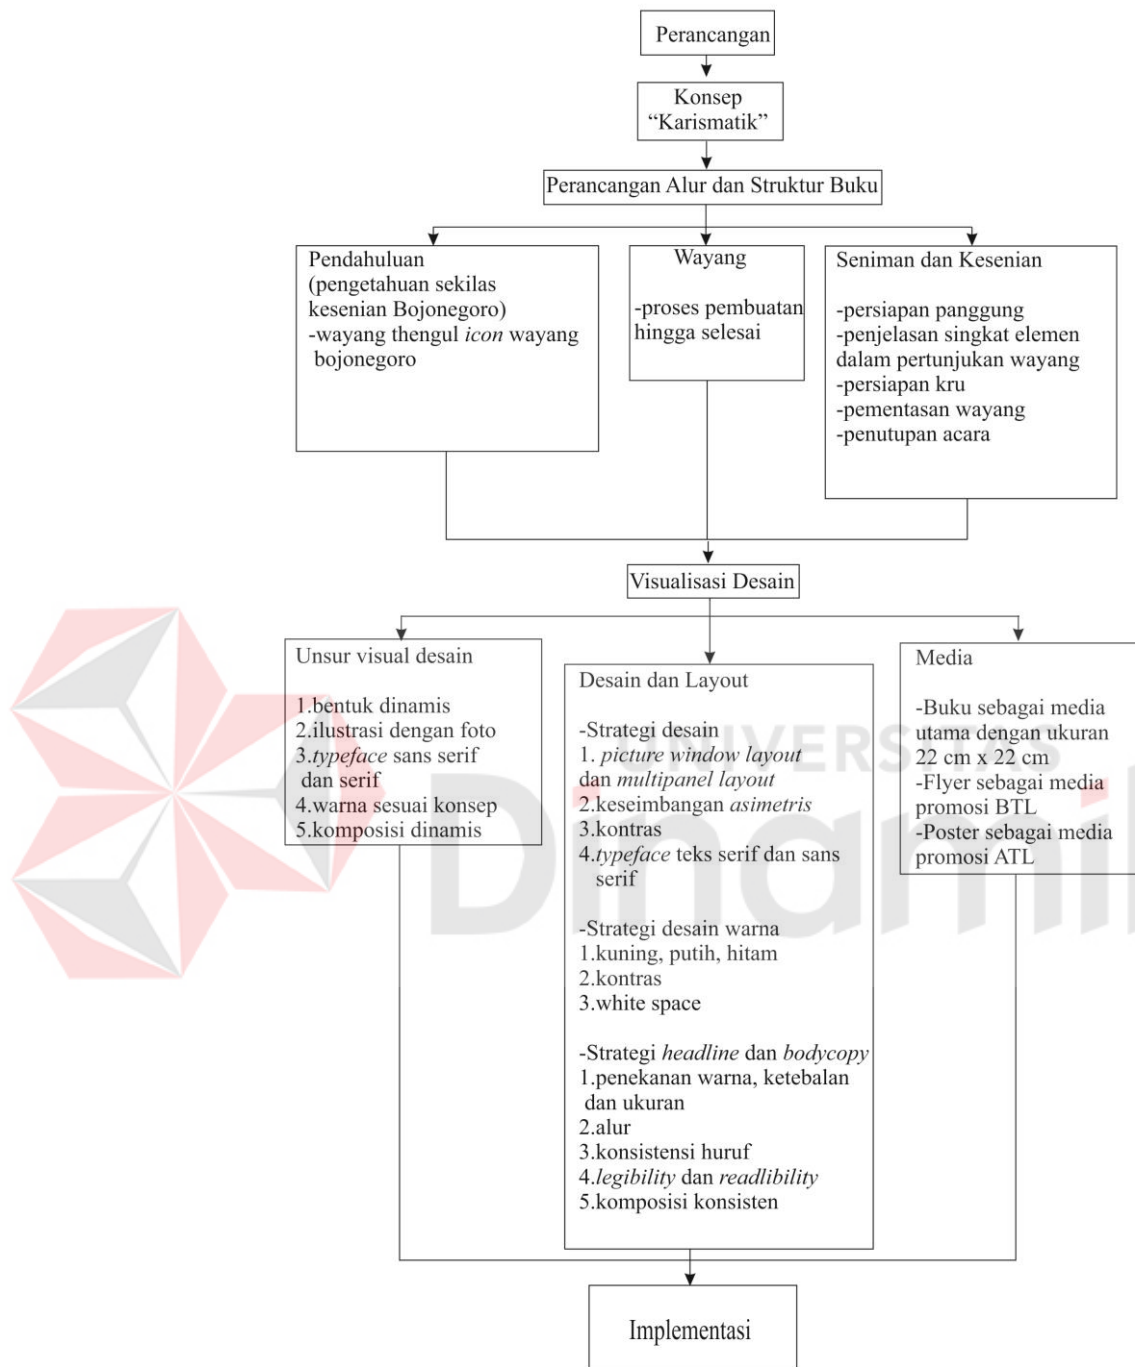 Perancangan
Konsep
“Karismatik”
Perancangan Alur dan Struktur Buku
Pendahuluan
(pengetahuan sekilas
kesenian Bojonegoro)
-wayang thengul icon wayang
bojonegoro
Wayang
-proses pembuatan
hingga selesai
Seniman dan Kesenian
-persiapan panggung
-penjelasan singkat elemen
dalam pertunjukan wayang
-persiapan kru
-pementasan wayang
-penutupan acara
Visualisasi Desain
Unsur visual desain
1.bentuk dinamis
2.ilustrasi dengan foto
3.typeface sans serif
dan serif
4.warna sesuai konsep
5.komposisi dinamis
Desain dan Layout
-Strategi desain
1. picture window layout
dan multipanel layout
2.keseimbangan asimetris
3.kontras
4.typeface teks serif dan sans
serif
-Strategi desain warna
1.kuning, putih, hitam
2.kontras
3.white space
-Strategi headline dan bodycopy
1.penekanan warna, ketebalan
dan ukuran
2.alur
3.konsistensi huruf
4.legibility dan readlibility
5.komposisi konsisten
Media
-Buku sebagai media
utama dengan ukuran
22 cm x 22 cm
-Flyer sebagai media
promosi BTL
-Poster sebagai media
promosi ATL
Implementasi
UNIVERSITAS